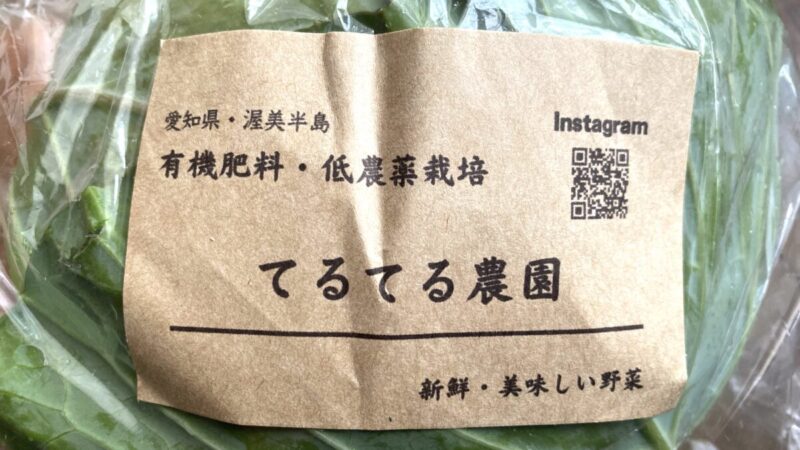 愛知県・渥美半島
Instagram
有機肥料・低農薬栽培
てるてる農園
新鮮・美味しい野菜